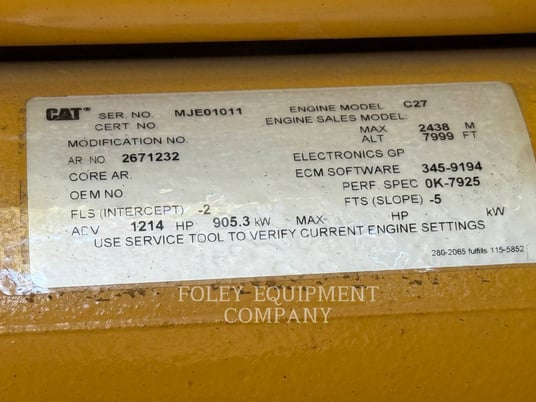 CAT® SER. NO. MJE01011 ENGINE MODEL C27
CERT. NO. ENGINE SALES MODEL:
MODIFICATION NO. MAX 2438 M
ALT 7999 FT
AR NO. 2671232 ELECTRONICS GP
CORE AR. ECM SOFTWARE 345-9194
OEM NO PERF. SPEC 0K-7925
FLS (INTERCEPT) -2 FTS (SLOPE) -5
ADV 1214 HP 905.3 kW MAX HP kW
USE SERVICE TOOL TO VERIFY CURRENT ENGINE SETTINGS
280-2065 fulfills 115-5852
FOLEY EQUIPMENT
COMPANY